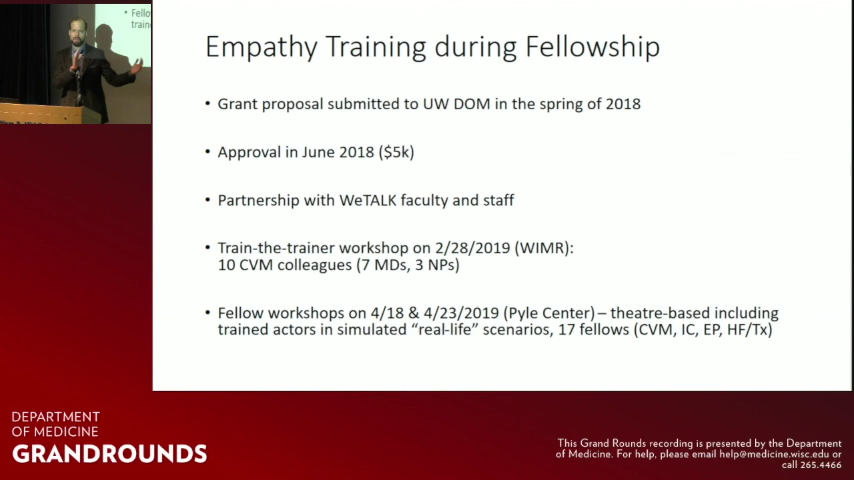 • Fello
traine
Empathy Training during Fellowship
• Grant proposal submitted to UW DOM in the spring of 2018
• Approval in June 2018 ($5k)
• Partnership with WeTALK faculty and staff
• Train-the-trainer workshop on 2/28/2019 (WIMR):
10 CVM colleagues (7 MDs, 3 NPs)
• Fellow workshops on 4/18 & 4/23/2019 (Pyle Center) – theatre-based including
trained actors in simulated “real-life” scenarios, 17 fellows (CVM, IC, EP, HF/Tx)
DEPARTMENT
OF MEDICINE
GRANDROUNDS
This Grand Rounds recording is presented by the Department
of Medicine. For help, please email help@medicine.wisc.edu or
call 265.4466